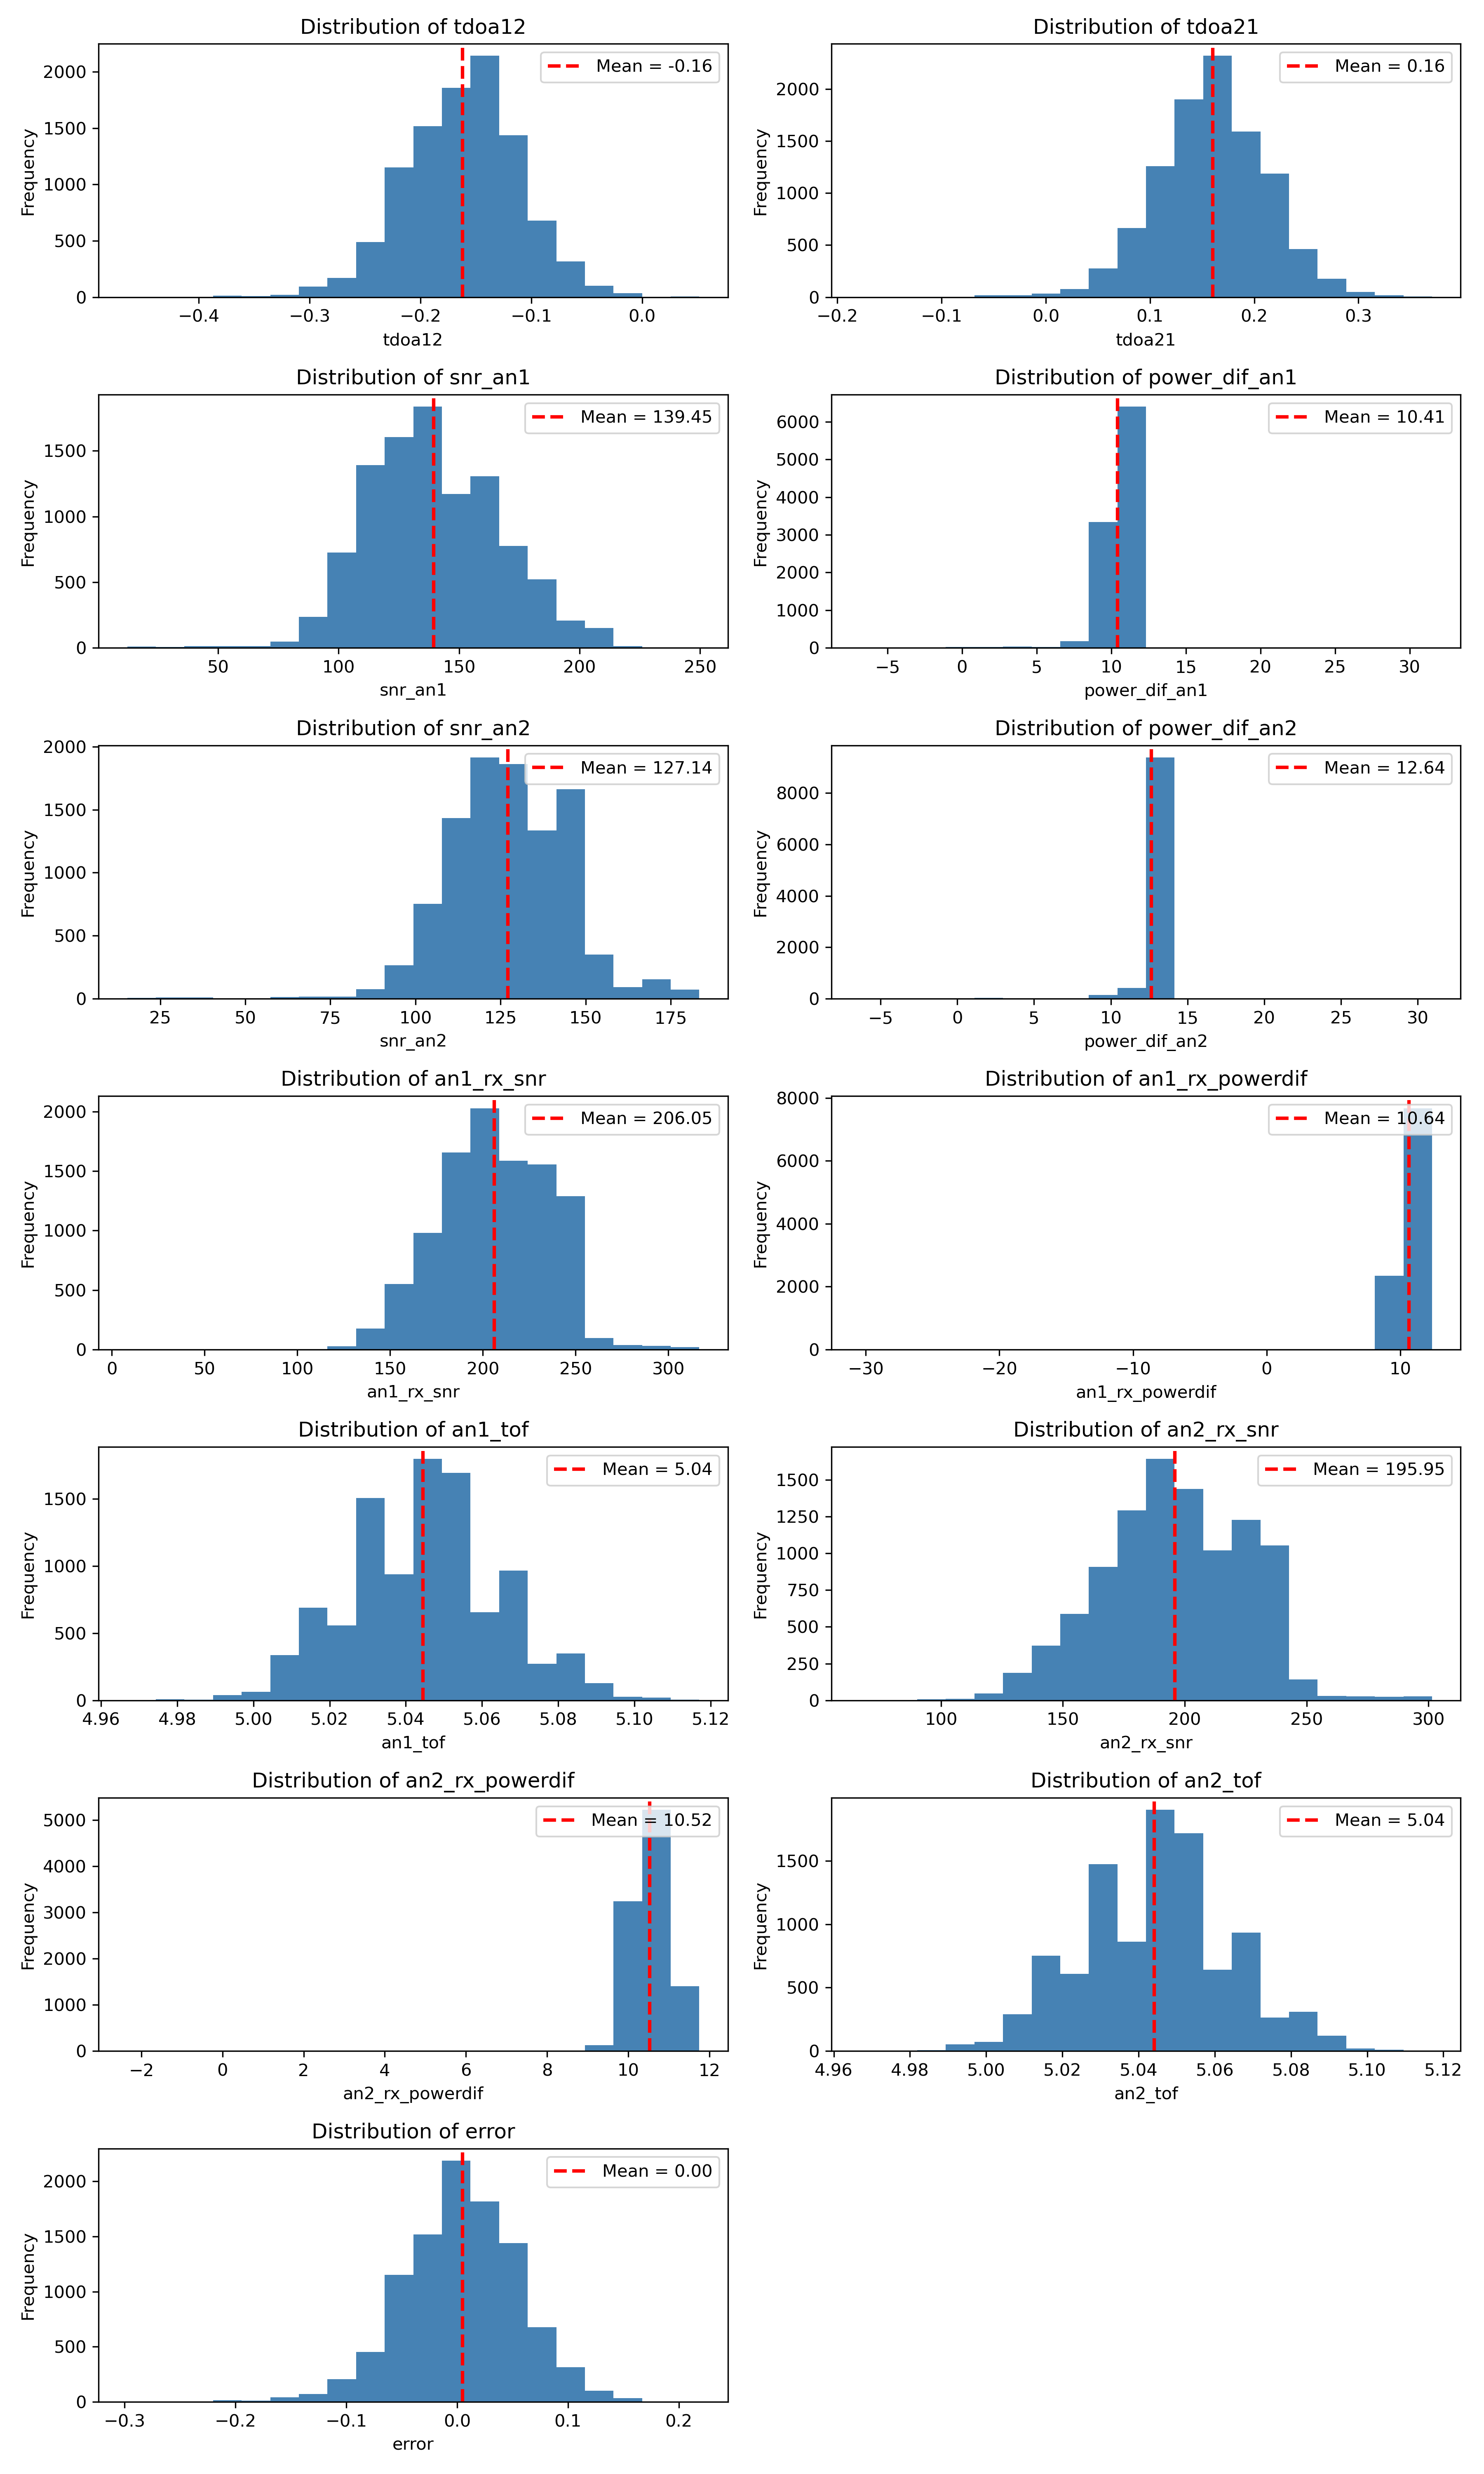 Distribution of tdoa12
Mean = -0.16
Frequency
2000
1500
1000
500
0
−0.4 −0.3 −0.2 −0.1 0.0
tdoa12
Distribution of tdoa21
Mean = 0.16
Frequency
2000
1500
1000
500
0
−0.2 −0.1 0.0 0.1 0.2 0.3
tdoa21
Distribution of snr_an1
Mean = 139.45
Frequency
1500
1000
500
0
50 100 150 200 250
snr_an1
Distribution of power_dif_an1
Mean = 10.41
Frequency
6000
5000
4000
3000
2000
1000
0
−5 0 5 10 15 20 25 30
power_dif_an1
Distribution of snr_an2
Mean = 127.14
Frequency
2000
1500
1000
500
0
25 50 75 100 125 150 175
snr_an2
Distribution of power_dif_an2
Mean = 12.64
Frequency
8000
6000
4000
2000
0
−5 0 5 10 15 20 25 30
power_dif_an2
Distribution of an1_rx_snr
Mean = 206.05
Frequency
2000
1500
1000
500
0
0 50 100 150 200 250 300
an1_rx_snr
Distribution of an1_rx_powerdif
Mean = 10.64
Frequency
8000
6000
4000
2000
0
−30 −20 −10 0 10
an1_rx_powerdif
Distribution of an1_tof
Mean = 5.04
Frequency
1500
1000
500
0
4.96 4.98 5.00 5.02 5.04 5.06 5.08 5.10 5.12
an1_tof
Distribution of an2_rx_snr
Mean = 195.95
Frequency
1500
1250
1000
750
500
250
0
100 150 200 250 300
an2_rx_snr
Distribution of an2_rx_powerdif
Mean = 10.52
Frequency
5000
4000
3000
2000
1000
0
−2 0 2 4 6 8 10 12
an2_rx_powerdif
Distribution of an2_tof
Mean = 5.04
Frequency
1500
1000
500
0
4.96 4.98 5.00 5.02 5.04 5.06 5.08 5.10 5.12
an2_tof
Distribution of error
Mean = 0.00
Frequency
2000
1500
1000
500
0
−0.3 −0.2 −0.1 0.0 0.1 0.2
error